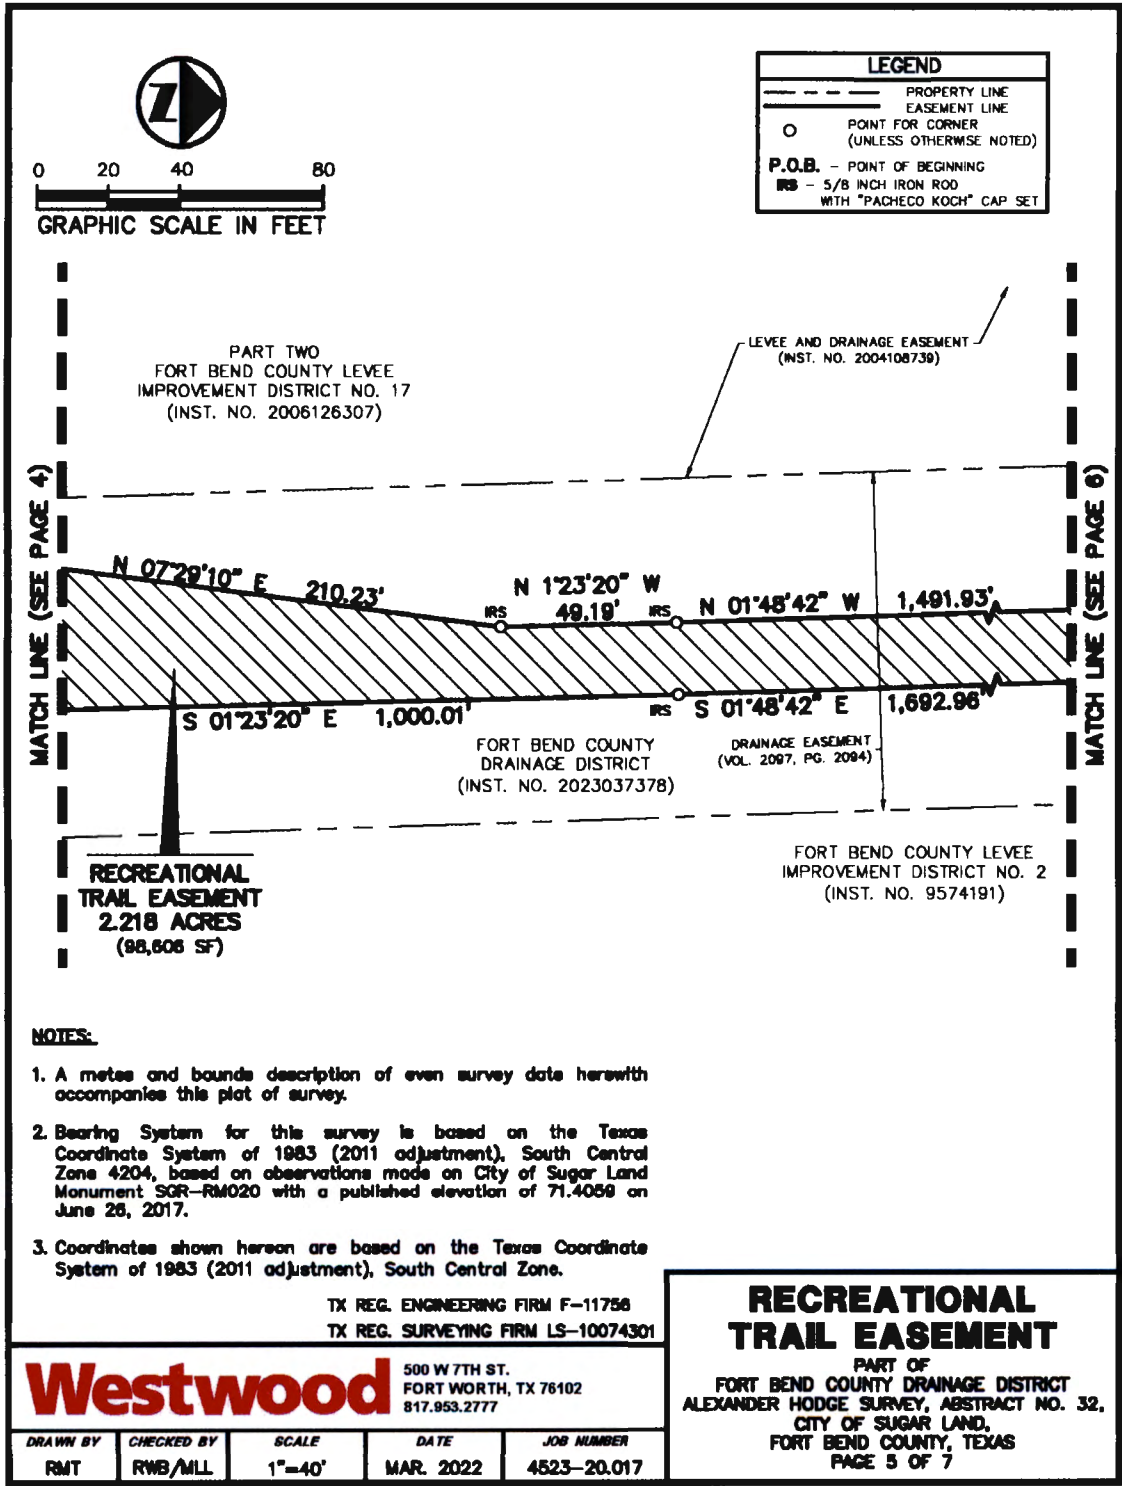 Z
0 20 40 80
GRAPHIC SCALE IN FEET
LEGEND
PROPERTY LINE
EASEMENT LINE
POINT FOR CORNER
(UNLESS OTHERWISE NOTED)
P.O.B. - POINT OF BEGINNING
IRS - 5/8 INCH IRON ROD
WITH "PACHECO KOCH" CAP SET
PART TWO
FORT BEND COUNTY LEVEE
IMPROVEMENT DISTRICT NO. 17
(INST. NO. 2006126307)
LEVEE AND DRAINAGE EASEMENT
(INST. NO. 2004108739)
MATCH LINE (SEE PAGE 4)
MATCH LINE (SEE PAGE 6)
N 07°29'10" E 210.23'
N 1°23'20" W
49.19'
IRS
IRS
N 01°48'42" W 1,491.93'
S 01°23'20" E 1,000.01'
IRS
S 01°48'42" E 1,692.96'
FORT BEND COUNTY
DRAINAGE DISTRICT
(INST. NO. 2023037378)
DRAINAGE EASEMENT
(VOL. 2097, PG. 2094)
FORT BEND COUNTY LEVEE
IMPROVEMENT DISTRICT NO. 2
(INST. NO. 9574191)
RECREATIONAL
TRAIL EASEMENT
2.218 ACRES
(96,606 SF)
NOTES:
1. A metes and bounds description of even survey date herewith
accompanies this plat of survey.
2. Bearing System for this survey is based on the Texas
Coordinate System of 1983 (2011 adjustment), South Central
Zone 4204, based on observations made on City of Sugar Land
Monument SGR-RM020 with a published elevation of 71.4059 on
June 26, 2017.
3. Coordinates shown hereon are based on the Texas Coordinate
System of 1983 (2011 adjustment), South Central Zone.
TX REG. ENGINEERING FIRM F-11756
TX REG. SURVEYING FIRM LS-10074301
Westwood
500 W 7TH ST.
FORT WORTH, TX 76102
817.953.2777
DRAWN BY CHECKED BY SCALE DATE JOB NUMBER
RMT RWB/MLL 1"=40' MAR. 2022 4523-20.017
RECREATIONAL
TRAIL EASEMENT
PART OF
FORT BEND COUNTY DRAINAGE DISTRICT
ALEXANDER HODGE SURVEY, ABSTRACT NO. 32,
CITY OF SUGAR LAND,
FORT BEND COUNTY, TEXAS
PAGE 5 OF 7